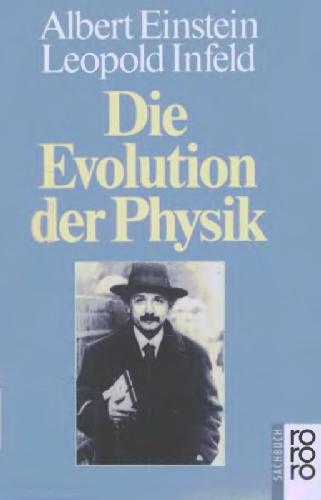 Albert Einstein
Leopold Infeld
Die
Evolution
der Physik
SACHBUCH
ro
ro
ro